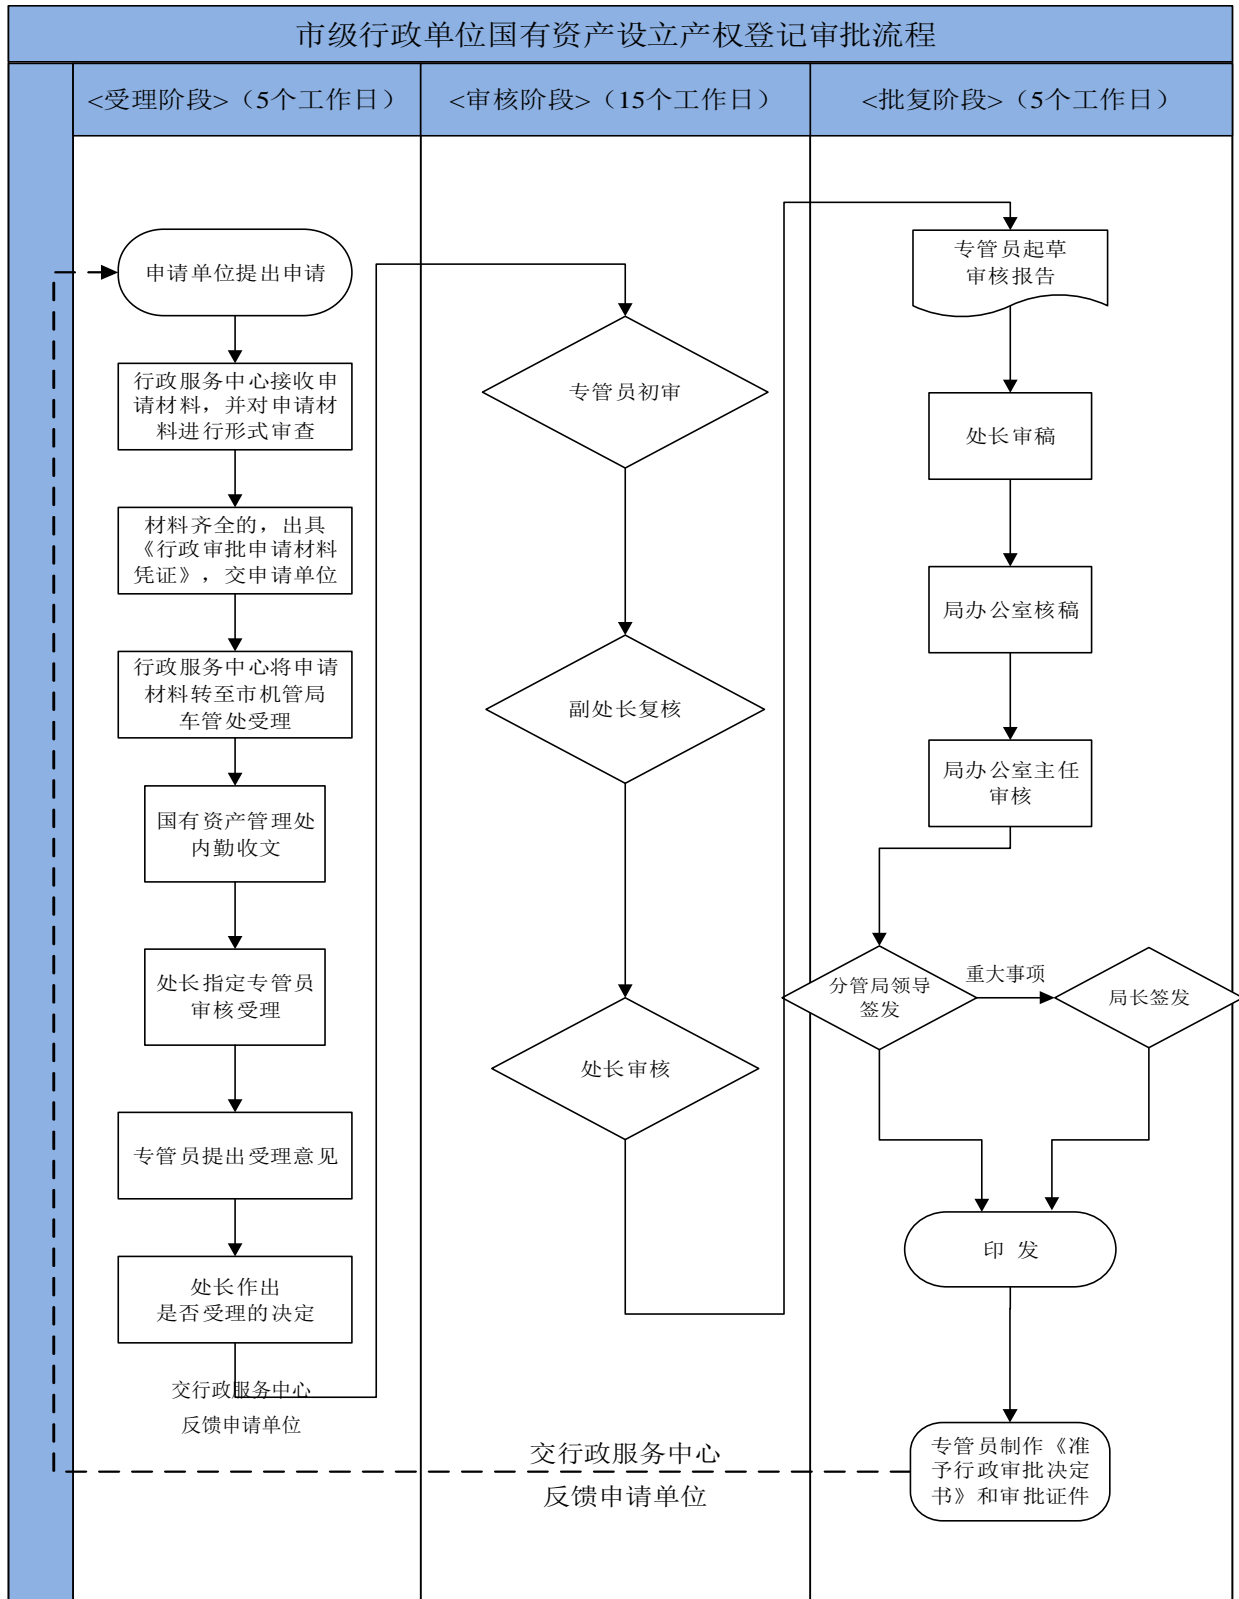 市级行政单位国有资产设立产权登记审批流程
<受理阶段>（5个工作日）
<审核阶段>（15个工作日）
<批复阶段>（5个工作日）
申请单位提出申请
行政服务中心接收申
请材料，并对申请材
料进行形式审查
材料齐全的，出具
《行政审批申请材料
凭证》，交申请单位
行政服务中心将申请
材料转至市机管局
车管处受理
国有资产管理处
内勤收文
处长指定专管员
审核受理
专管员提出受理意见
处长作出
是否受理的决定
交行政服务中心
反馈申请单位
专管员初审
副处长复核
处长审核
专管员起草
审核报告
处长审稿
局办公室核稿
局办公室主任
审核
分管局领导
签发
重大事项
局长签发
印 发
专管员制作《准
予行政审批决定
书》和审批证件
交行政服务中心
反馈申请单位